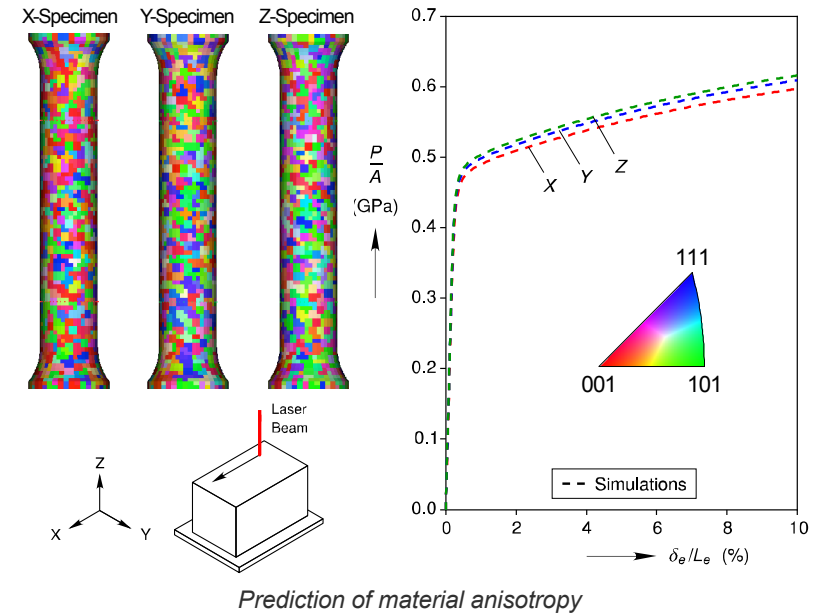 X-Specimen Y-Specimen Z-Specimen
P
A
(GPa)
0.7
0.6
0.5
0.4
0.3
0.2
0.1
0.0
X
Y
Z
111
001
101
Simulations
0 2 4 6 8 10
δe/Le (%)
Laser
Beam
Z
X
Y
Prediction of material anisotropy